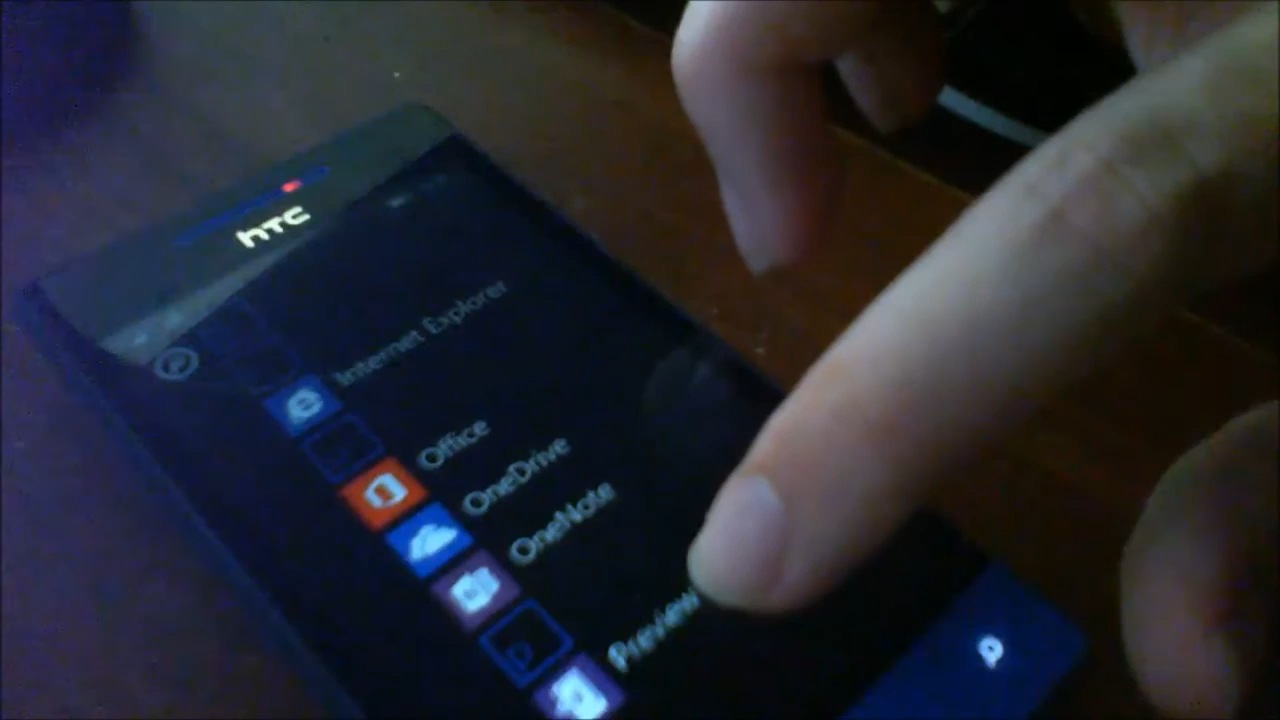 hTC
Internet Explorer
Office
OneDrive
OneNote
p
Preview